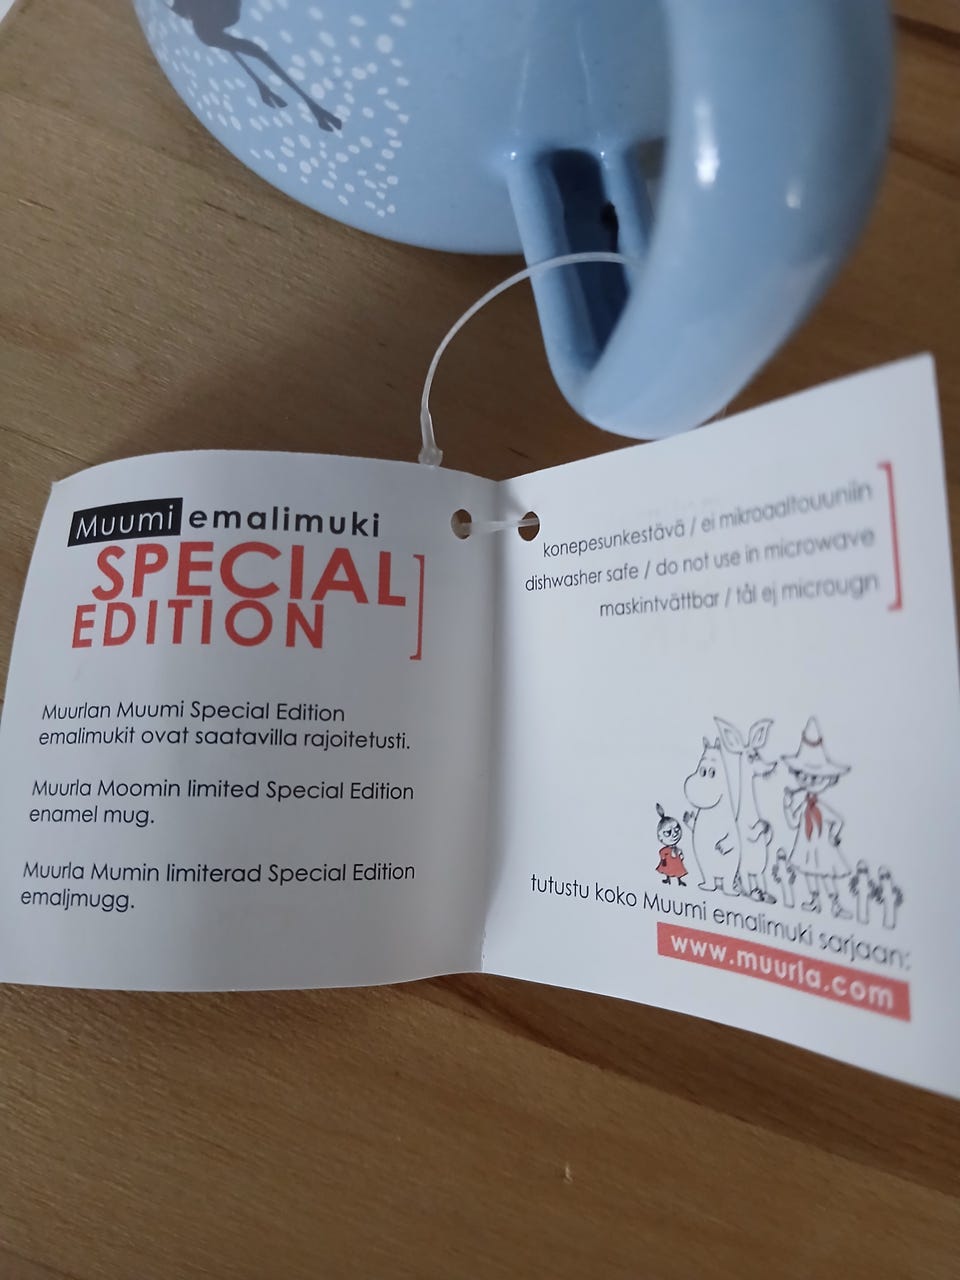 Muumi emalimuki
SPECIAL
EDITION
Muurlan Muumi Special Edition
emalimukit ovat saatavilla rajoitetusti.
Muurla Moomin limited Special Edition
enamel mug.
Muurla Mumin limiterad Special Edition
emaljmugg.
konepesunkestävä / ei mikroaaltouuniin
dishwasher safe / do not use in microwave
maskintvättbar / tål ej microugn
tutustu koko Muumi emalimuki sarjaan:
www.muurla.com